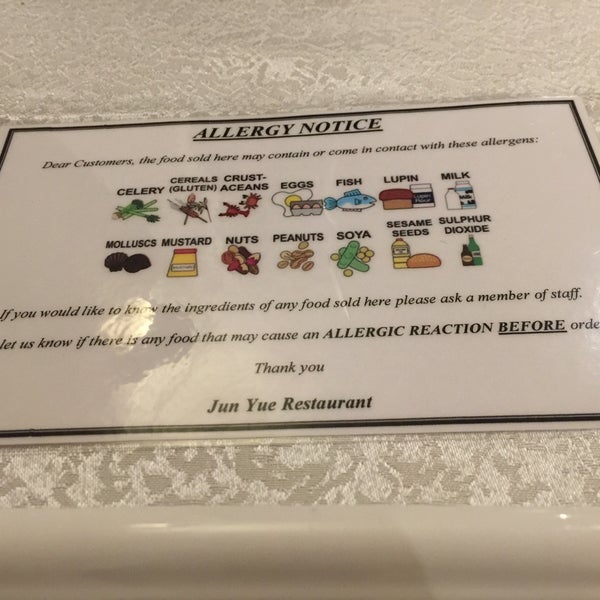 ALLERGY NOTICE
Dear Customers, the food sold here may contain or come in contact with these allergens:
CELERY CEREALS (GLUTEN) CRUST-ACEANS EGGS FISH LUPIN MILK
Lupin Flour
MOLLUSCS MUSTARD NUTS PEANUTS SOYA SESAME SEEDS SULPHUR DIOXIDE
If you would like to know the ingredients of any food sold here please ask a member of staff.
let us know if there is any food that may cause an ALLERGIC REACTION BEFORE orde
Thank you
Jun Yue Restaurant